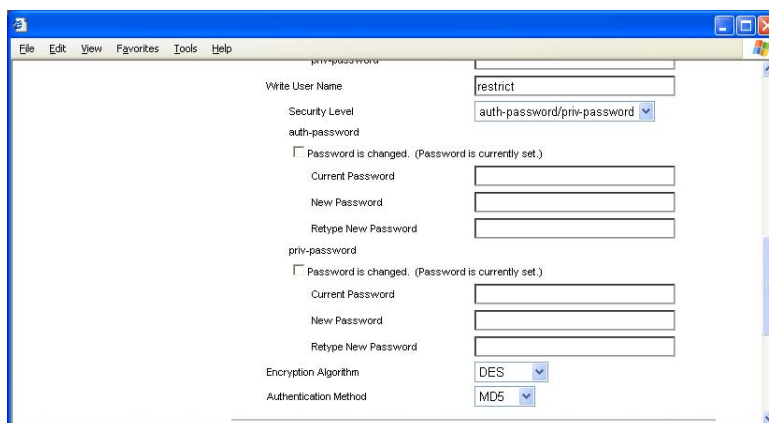 File Edit View Favorites Tools Help
priv-password
Write User Name restrict
Security Level auth-password/priv-password
auth-password
Password is changed. (Password is currently set.)
Current Password
New Password
Retype New Password
priv-password
Password is changed. (Password is currently set.)
Current Password
New Password
Retype New Password
Encryption Algorithm DES
Authentication Method MD5